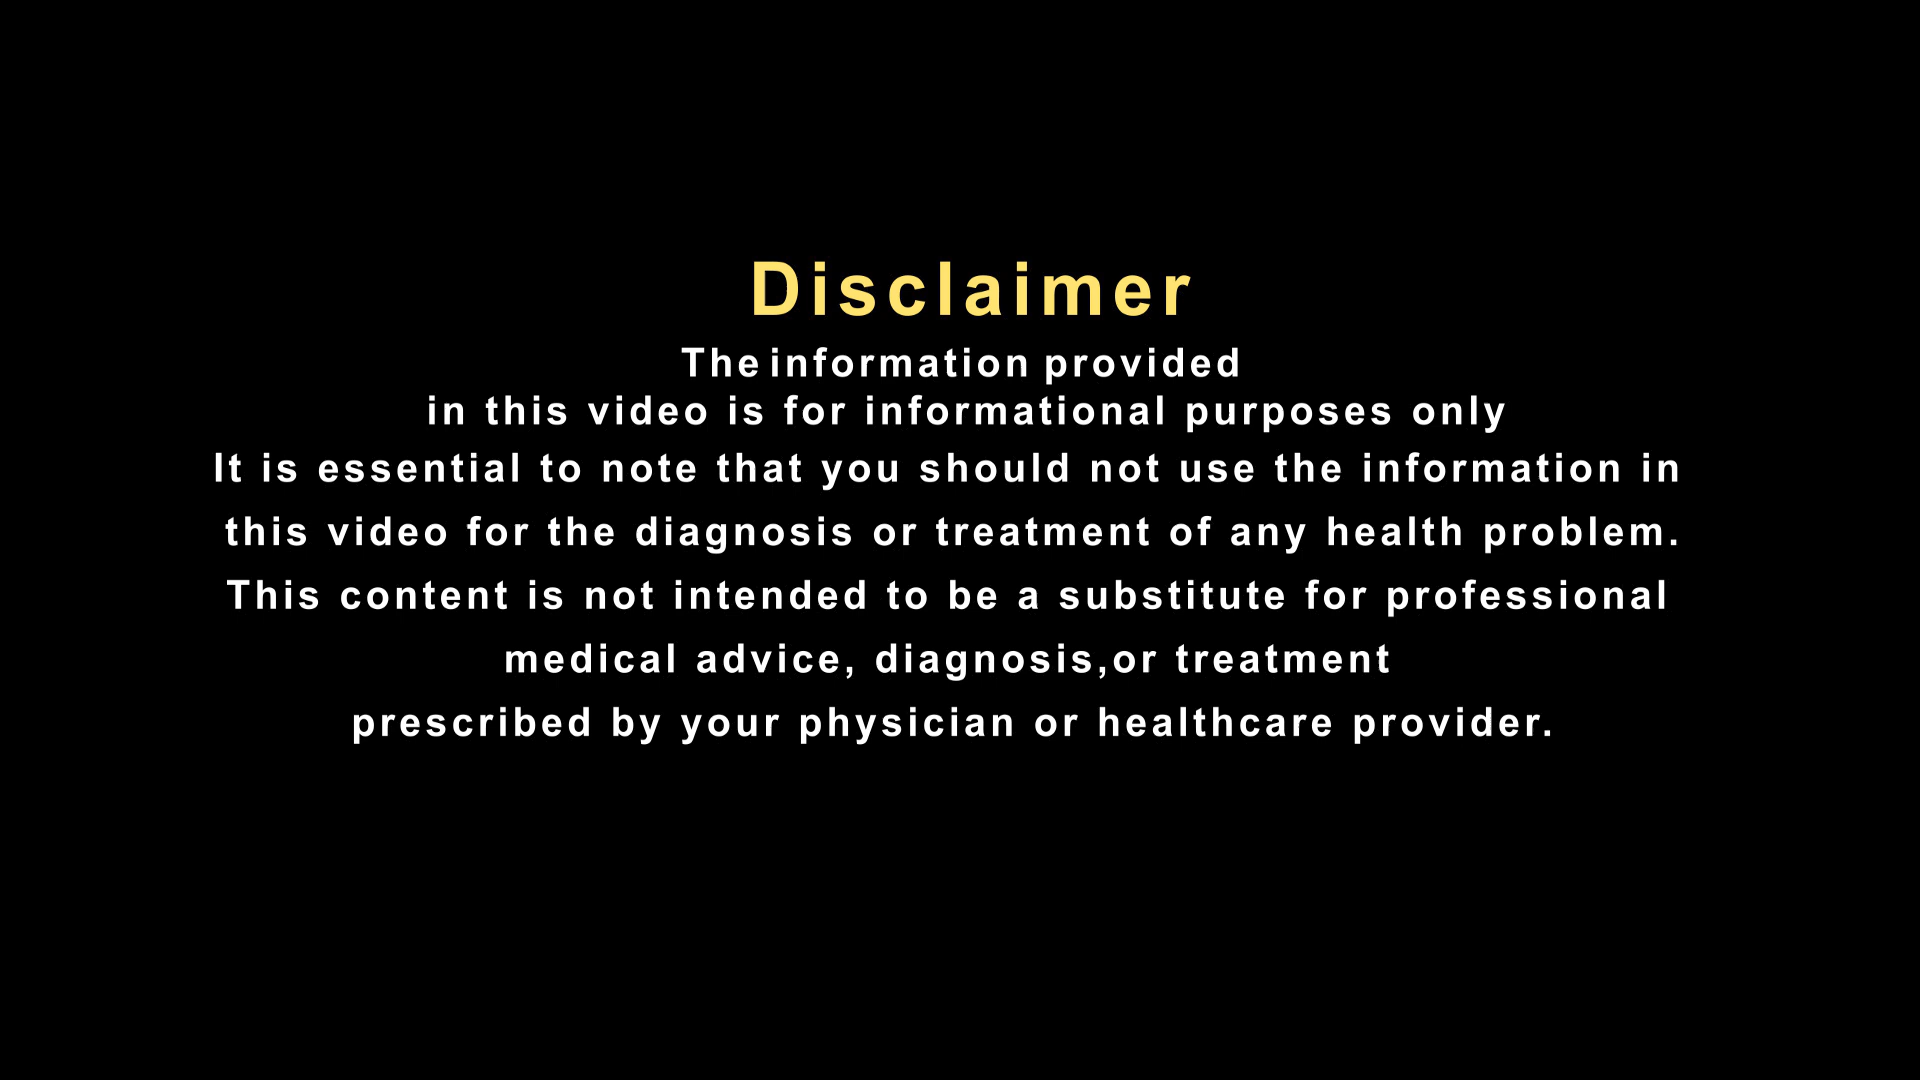 Disclaimer
The information provided
in this video is for informational purposes only
It is essential to note that you should not use the information in
this video for the diagnosis or treatment of any health problem.
This content is not intended to be a substitute for professional
medical advice, diagnosis,or treatment
prescribed by your physician or healthcare provider.